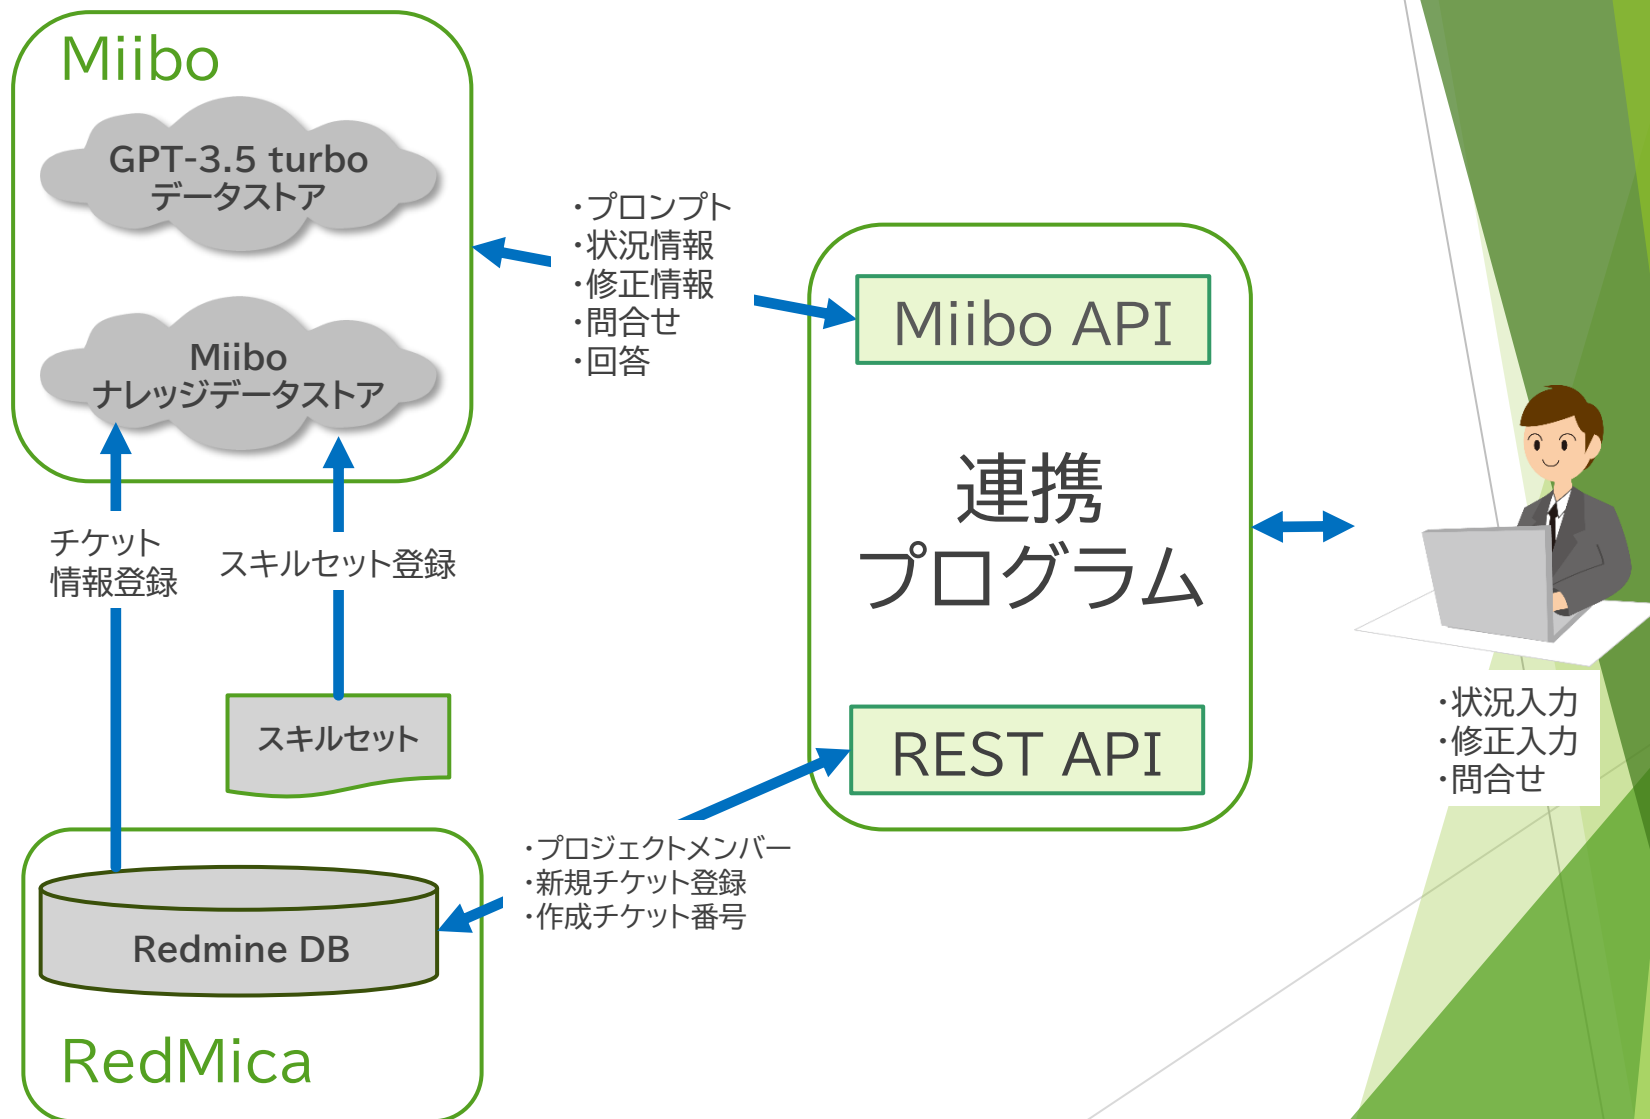 Miibo
GPT-3.5 turbo
データストア
Miibo
ナレッジデータストア
・プロンプト
・状況情報
・修正情報
・問合せ
・回答
Miibo API
連携
プログラム
REST API
チケット
情報登録
スキルセット登録
スキルセット
・プロジェクトメンバー
・新規チケット登録
・作成チケット番号
Redmine DB
RedMica
・状況入力
・修正入力
・問合せ